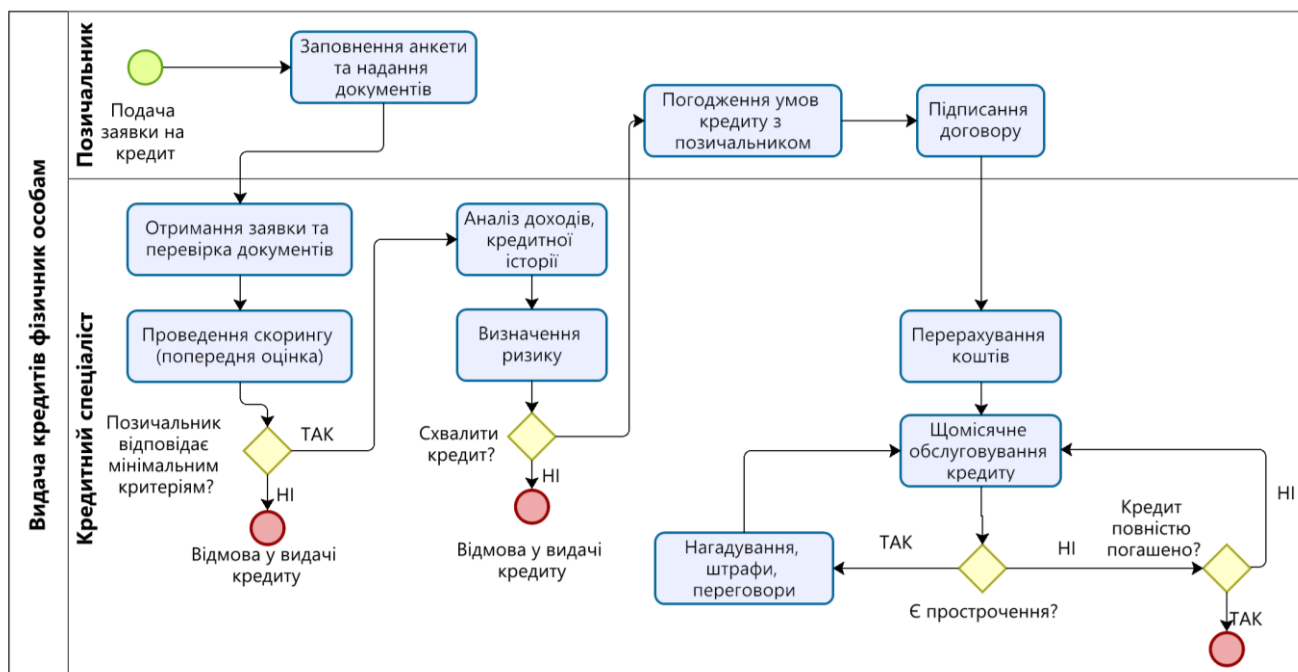 Видача кредитів фізичник особам
Позичальник
Подача
заявки на
кредит
Заповнення анкети
та надання
документів
Погодження умов
кредиту з
позичальником
Підписання
договору
Кредитний спеціаліст
Отримання заявки та
перевірка документів
Проведення скорингу
(попередня оцінка)
Позичальник
відповідає
мінімальним
критеріям?
ТАК
НІ
Відмова у видачі
кредиту
Аналіз доходів,
кредитної
історії
Визначення
ризику
Схвалити
кредит?
НІ
Відмова у видачі
кредиту
Перерахування
коштів
Щомісячне
обслуговування
кредиту
Є прострочення?
ТАК
Нагадування,
штрафи,
переговори
НІ
Кредит
повністю
погашено?
НІ
ТАК